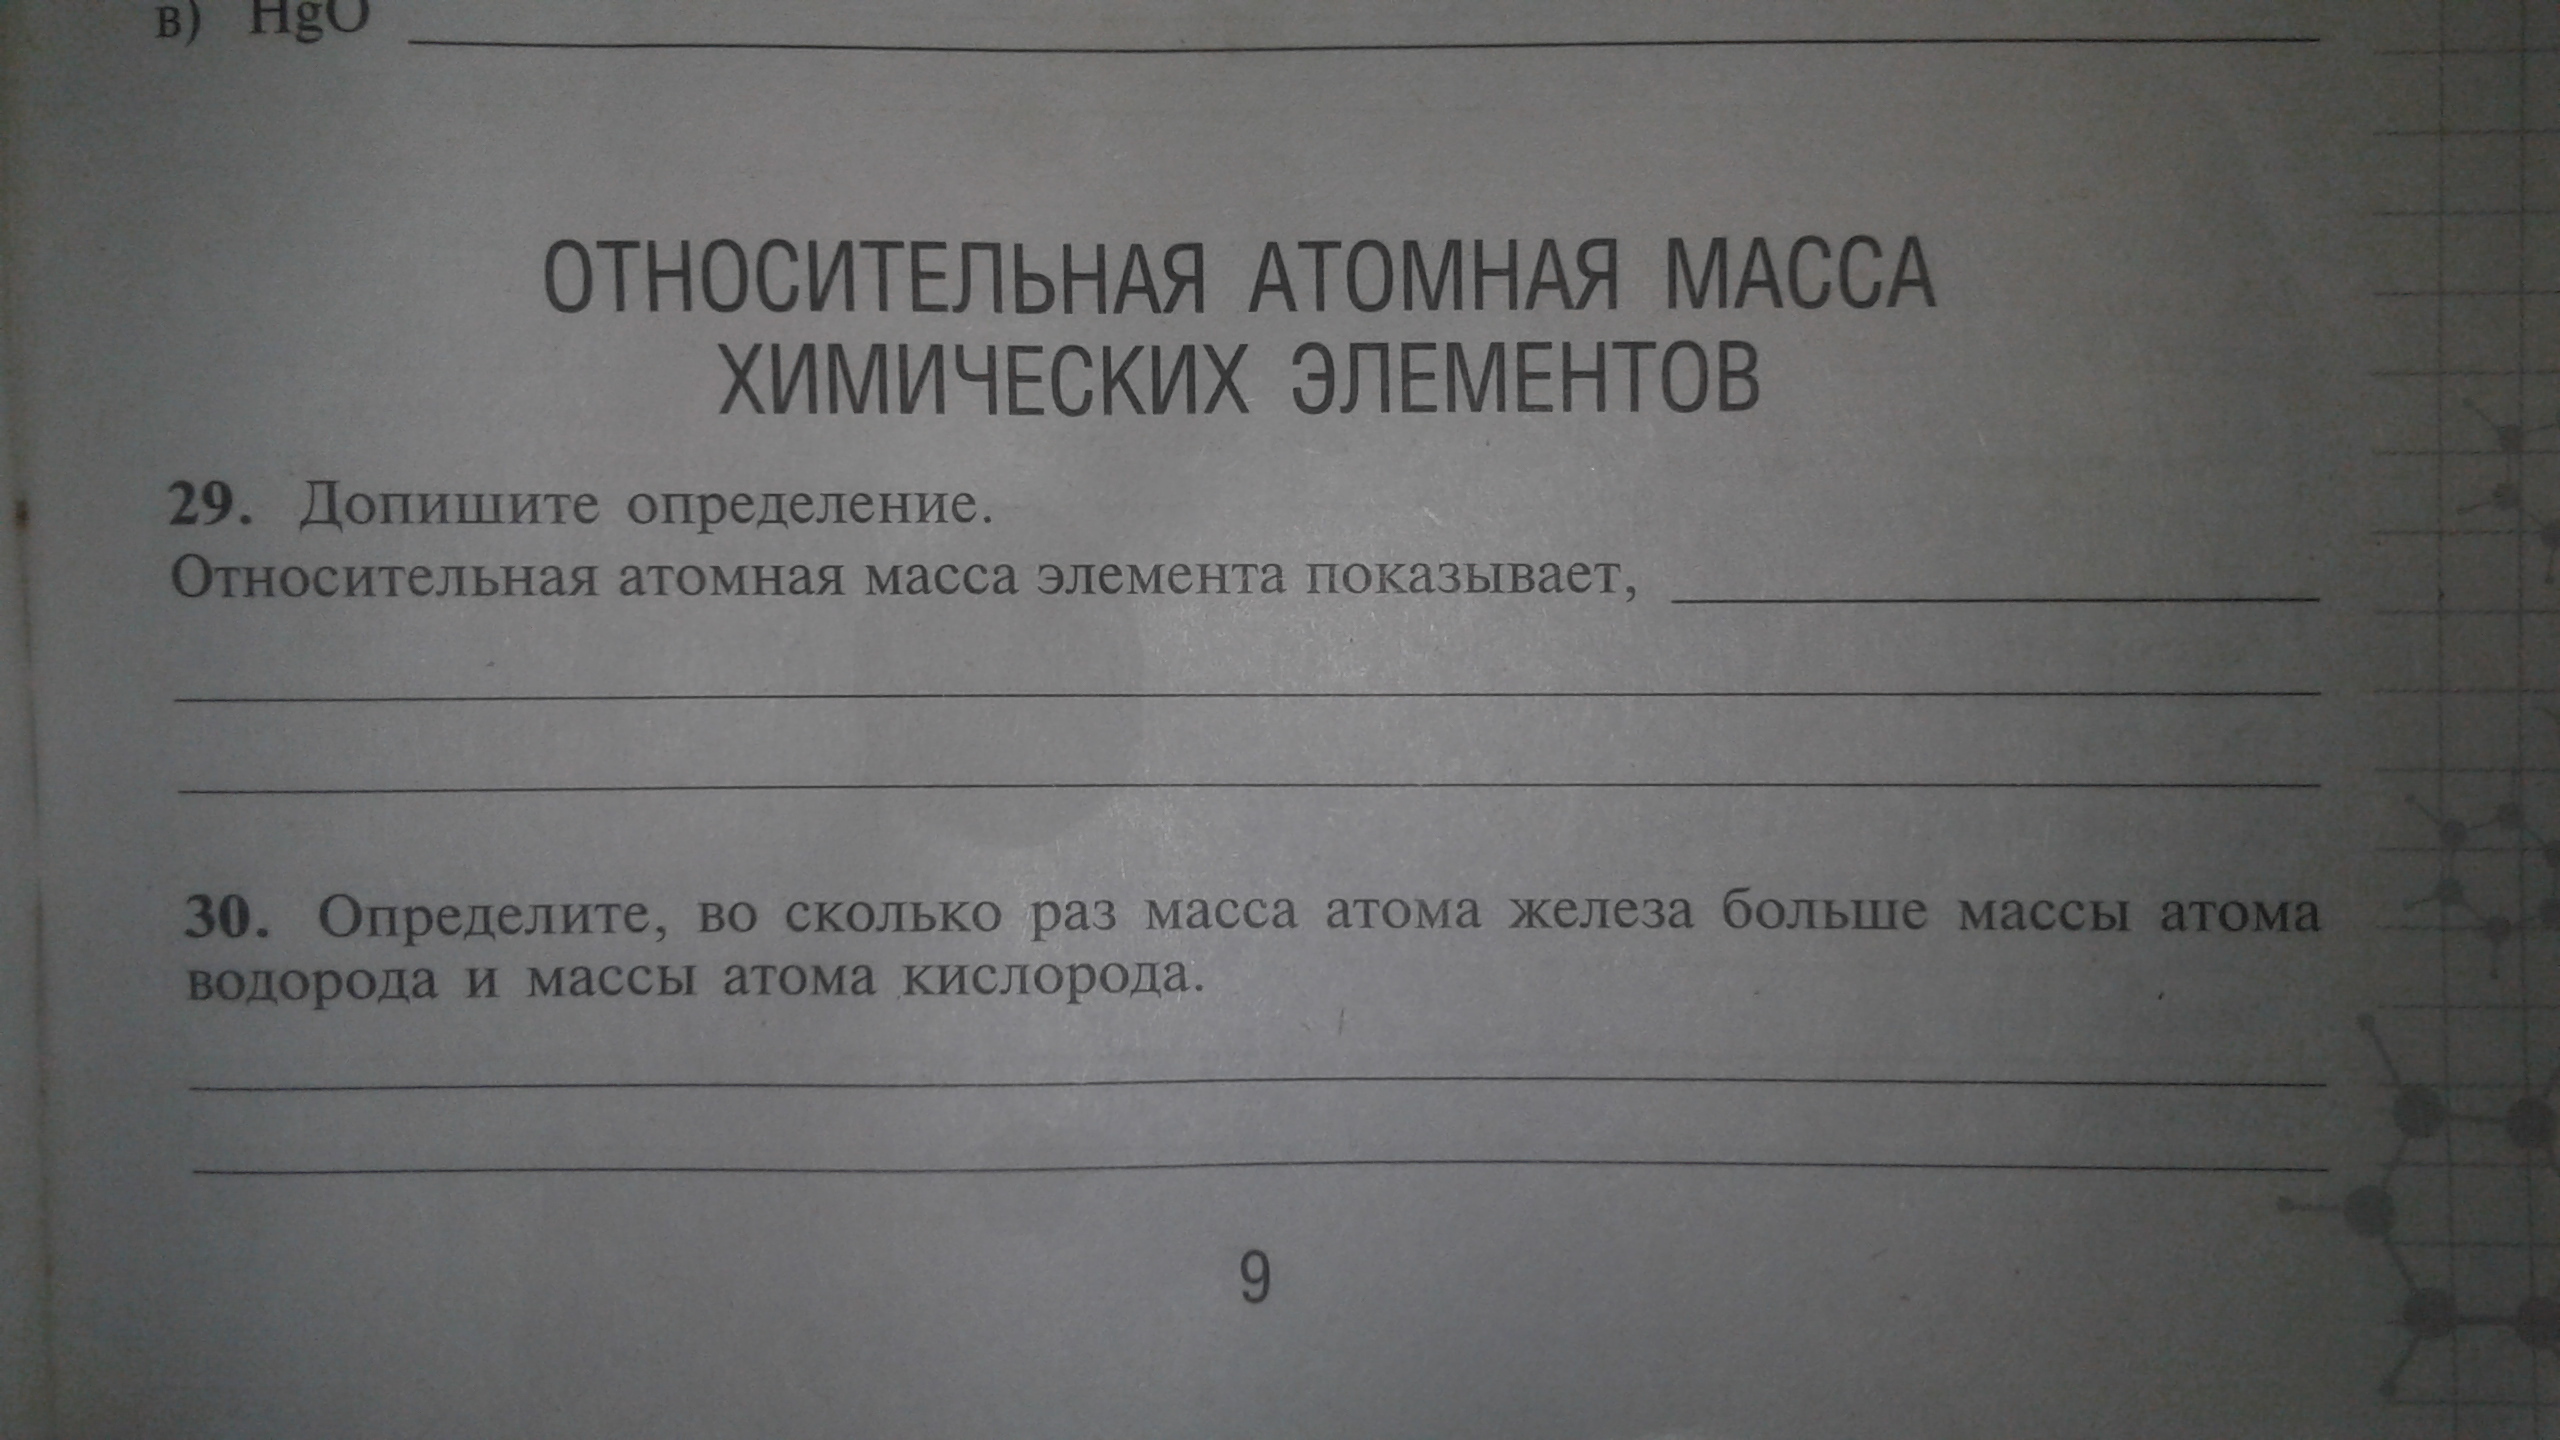 в) HgO
ОТНОСИТЕЛЬНАЯ АТОМНАЯ МАССА
ХИМИЧЕСКИХ ЭЛЕМЕНТОВ
29. Допишите определение.
Относительная атомная масса элемента показывает,
30. Определите, во сколько раз масса атома железа больше массы атома
водорода и массы атома кислорода.
9